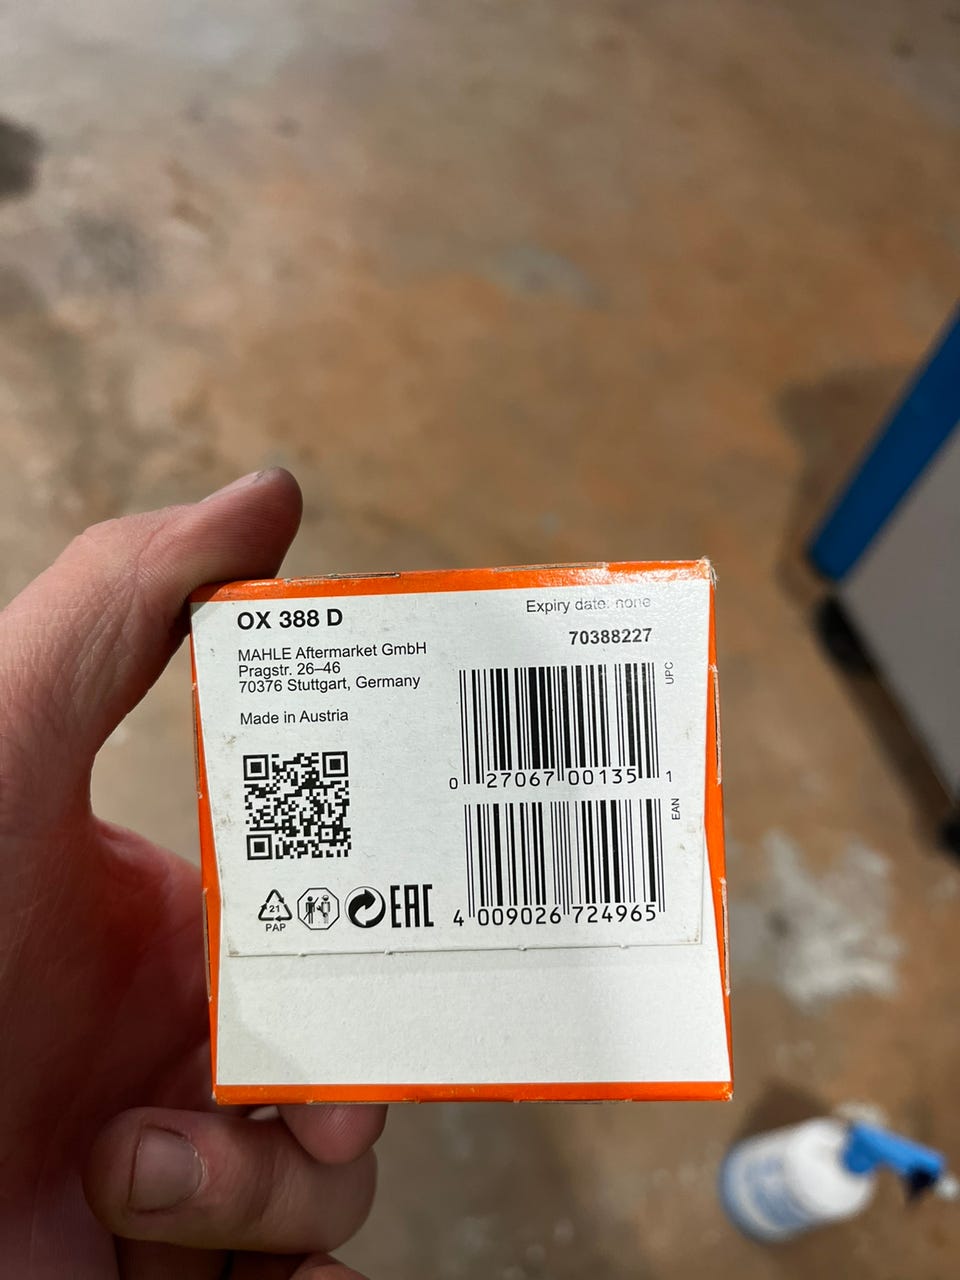 OX 388 D
Expiry date: none
70388227
MAHLE Aftermarket GmbH
Pragstr. 26–46
70376 Stuttgart, Germany
Made in Austria
UPC
0 27067 00135 1
EAN
4 009026 724965
21
PAP
EAC